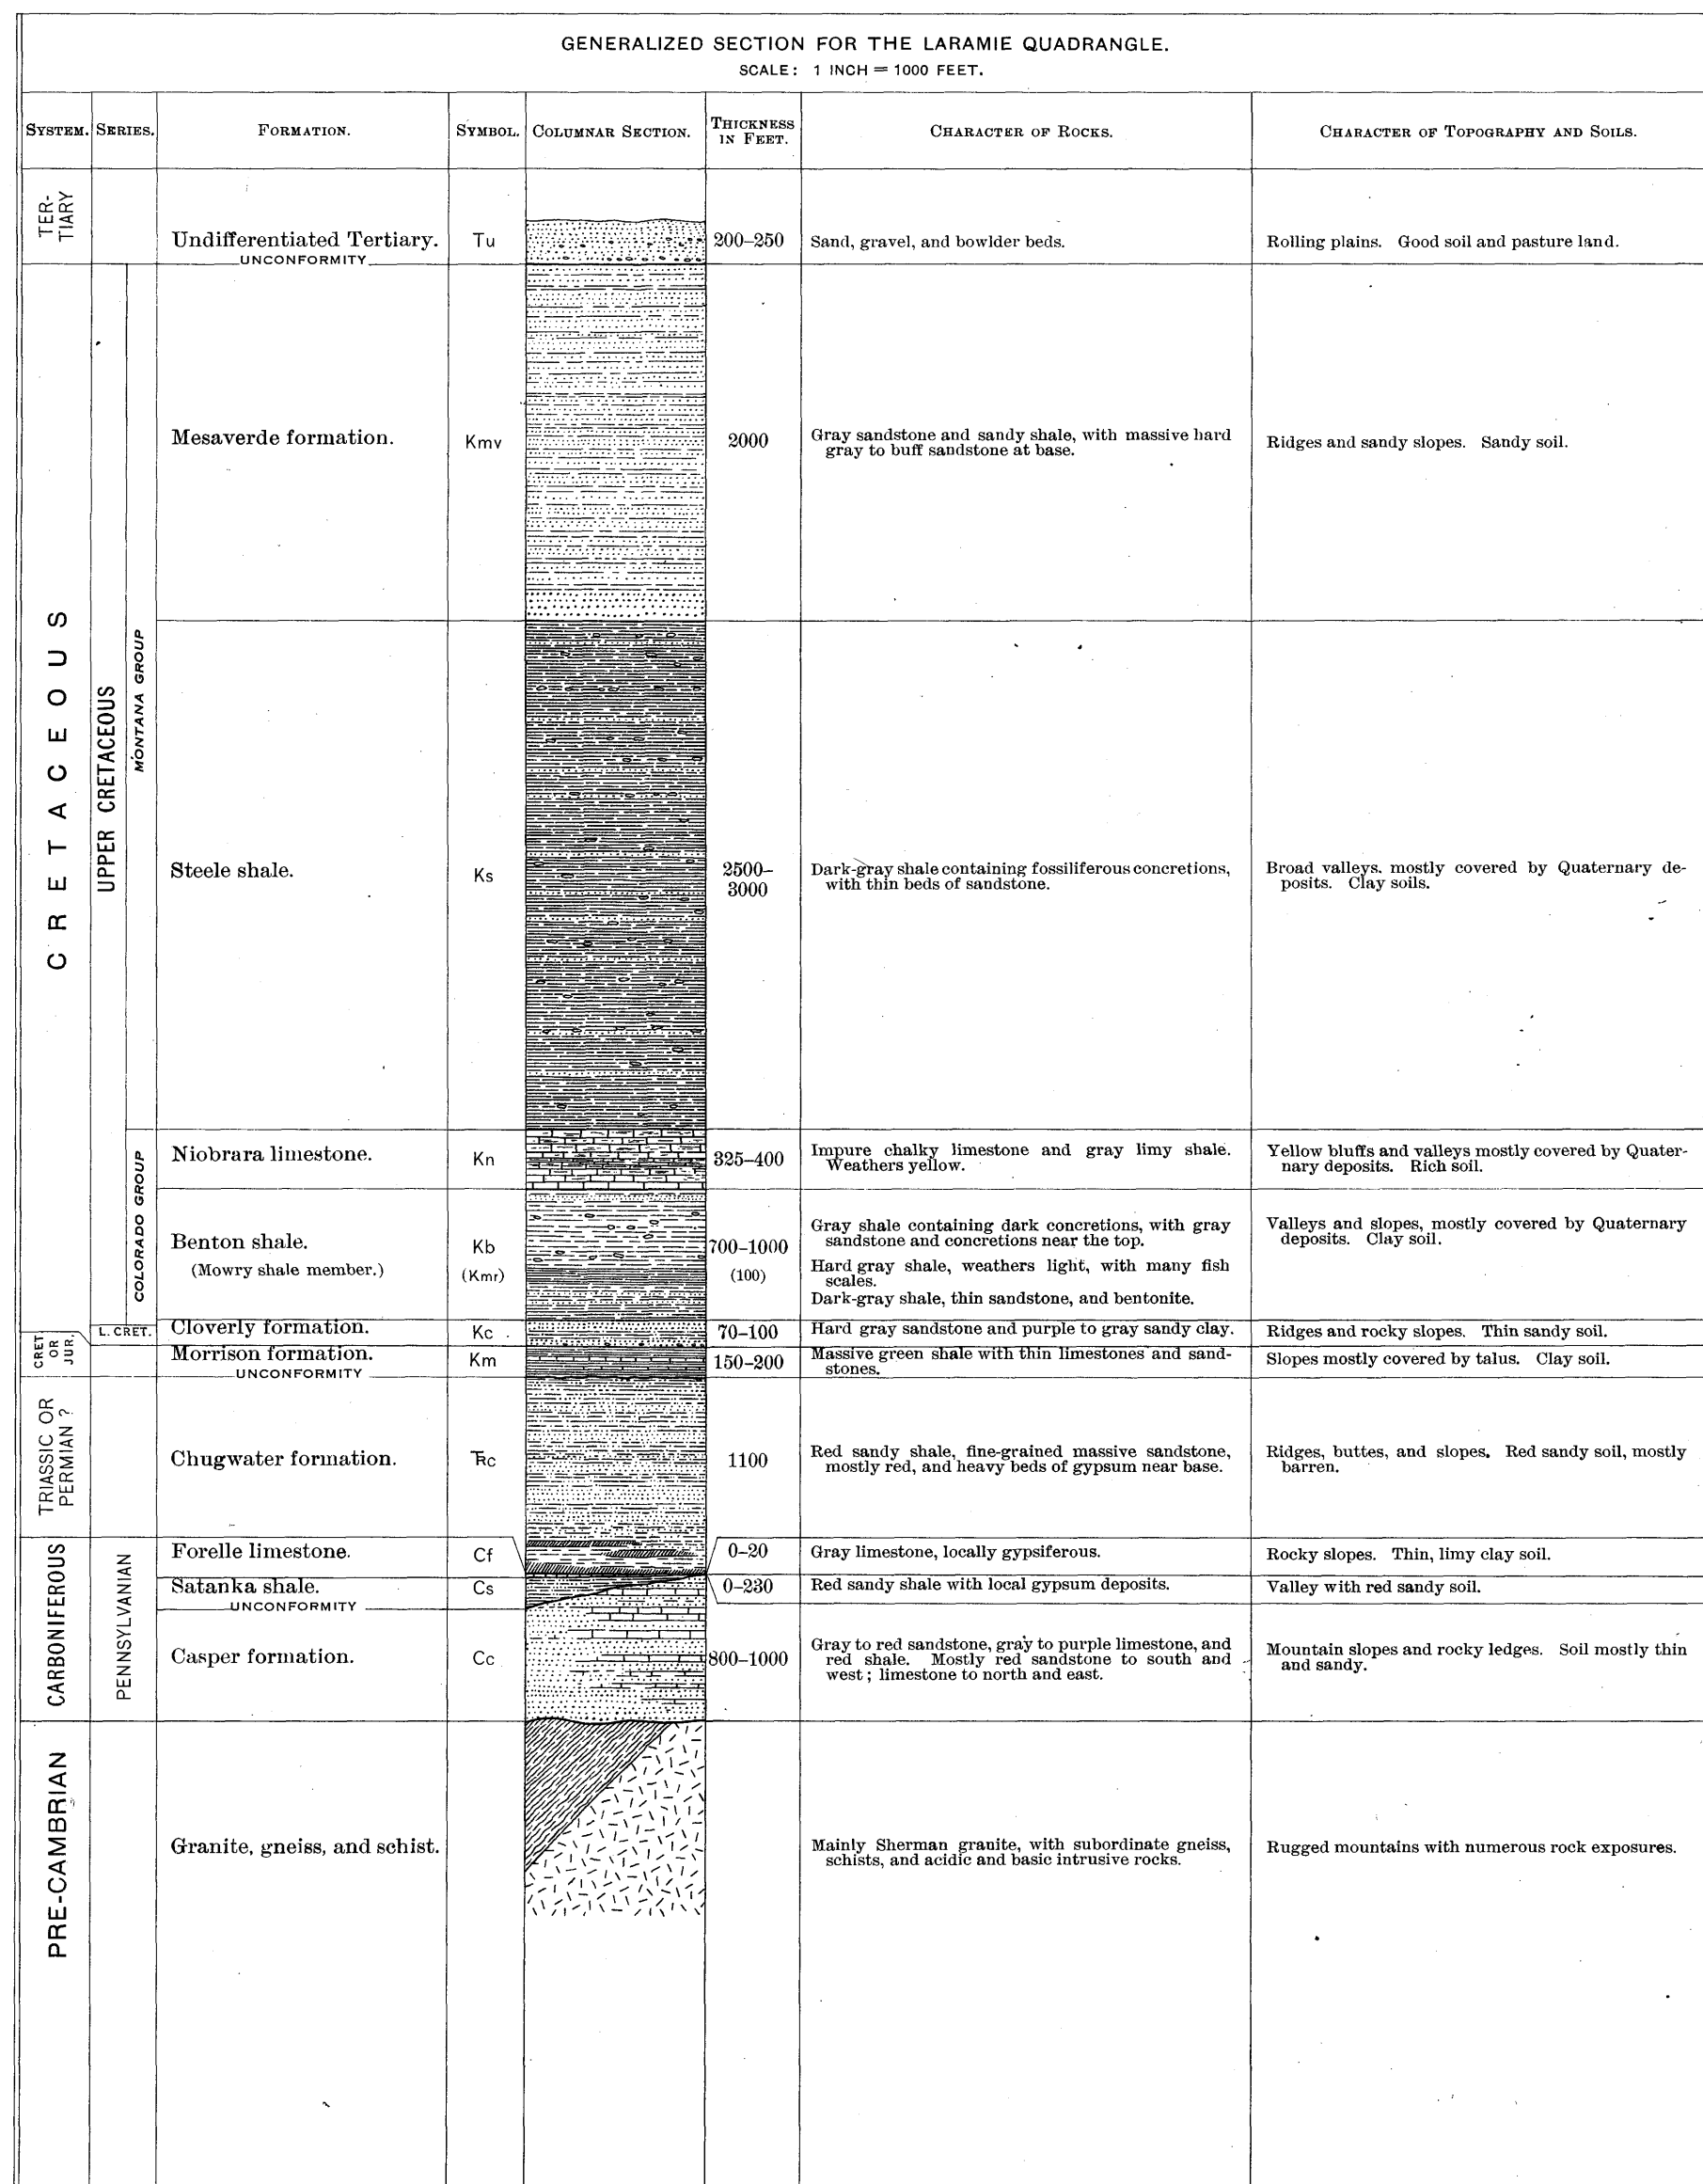 GENERALIZED SECTION FOR THE LARAMIE QUADRANGLE.
SCALE: 1 INCH = 1000 FEET.
SYSTEM. SERIES. FORMATION. SYMBOL. COLUMNAR SECTION. THICKNESS IN FEET. CHARACTER OF ROCKS. CHARACTER OF TOPOGRAPHY AND SOILS.
TER-
TIARY
Undifferentiated Tertiary. Tu 200–250 Sand, gravel, and bowlder beds. Rolling plains. Good soil and pasture land.
UNCONFORMITY
CRETACEOUS
UPPER CRETACEOUS
MONTANA GROUP
Mesaverde formation. Kmv 2000
Gray sandstone and sandy shale, with massive hard
gray to buff sandstone at base.
Ridges and sandy slopes. Sandy soil.
Steele shale. Ks
2500–
3000
Dark-gray shale containing fossiliferous concretions,
with thin beds of sandstone.
Broad valleys. mostly covered by Quaternary de-
posits. Clay soils.
COLORADO GROUP
Niobrara limestone. Kn 325–400
Impure chalky limestone and gray limy shale.
Weathers yellow.
Yellow bluffs and valleys mostly covered by Quater-
nary deposits. Rich soil.
Benton shale. Kb 700–1000
(Mowry shale member.) (Kmr) (100)
Gray shale containing dark concretions, with gray
sandstone and concretions near the top.
Hard gray shale, weathers light, with many fish
scales.
Dark-gray shale, thin sandstone, and bentonite.
Valleys and slopes, mostly covered by Quaternary
deposits. Clay soil.
L. CRET.
Cloverly formation. Kc 70–100 Hard gray sandstone and purple to gray sandy clay. Ridges and rocky slopes. Thin sandy soil.
CRET
OR
JUR.
Morrison formation. Km 150–200
UNCONFORMITY
Massive green shale with thin limestones and sand-
stones.
Slopes mostly covered by talus. Clay soil.
TRIASSIC OR
PERMIAN ?
Chugwater formation. Ꞧc 1100
Red sandy shale, fine-grained massive sandstone,
mostly red, and heavy beds of gypsum near base.
Ridges, buttes, and slopes. Red sandy soil, mostly
barren.
CARBONIFEROUS
PENNSYLVANIAN
Forelle limestone. Cf 0–20 Gray limestone, locally gypsiferous. Rocky slopes. Thin, limy clay soil.
Satanka shale. Cs 0–230 Red sandy shale with local gypsum deposits. Valley with red sandy soil.
UNCONFORMITY
Casper formation. Cc 800–1000
Gray to red sandstone, gray to purple limestone, and
red shale. Mostly red sandstone to south and
west; limestone to north and east.
Mountain slopes and rocky ledges. Soil mostly thin
and sandy.
PRE-CAMBRIAN
Granite, gneiss, and schist.
Mainly Sherman granite, with subordinate gneiss,
schists, and acidic and basic intrusive rocks.
Rugged mountains with numerous rock exposures.